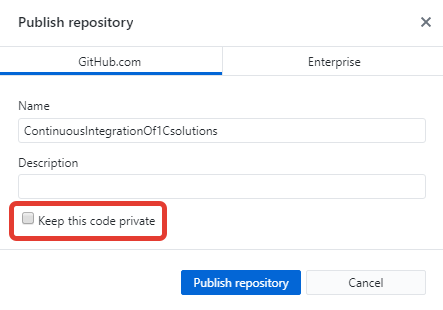 Publish repository
GitHub.com
Enterprise
Name
ContinuousIntegrationOf1Csolutions
Description
Keep this code private
Publish repository
Cancel